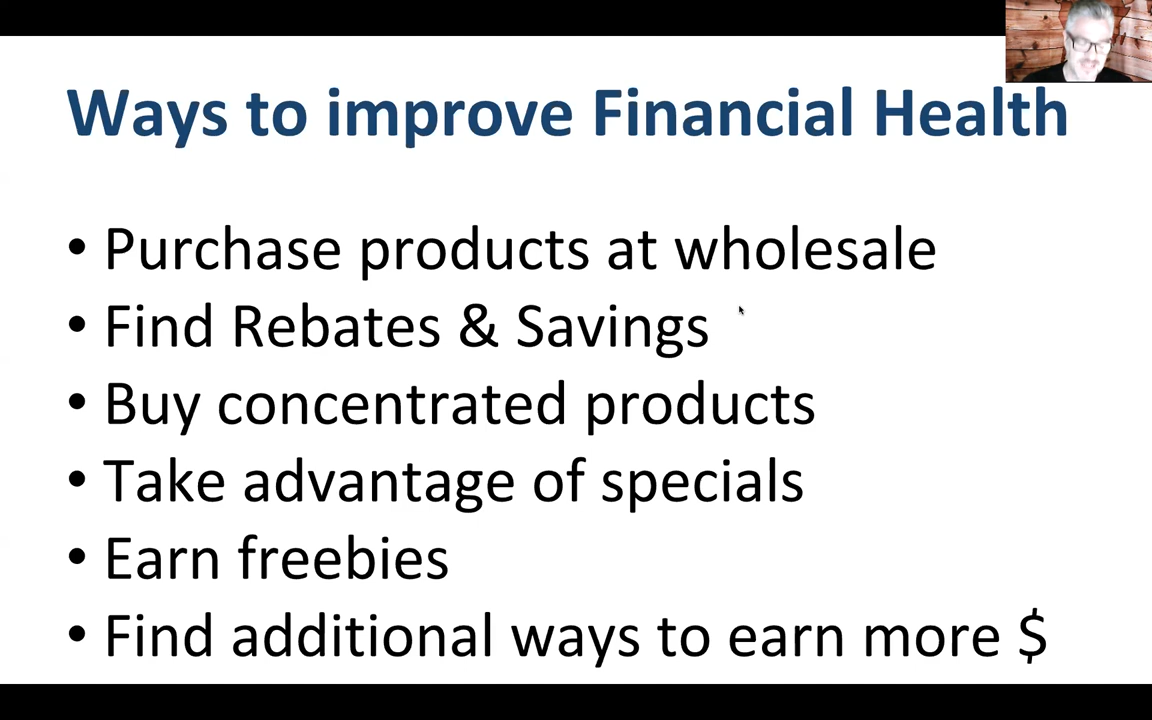 Ways to improve Financial Health
• Purchase products at wholesale
• Find Rebates & Savings
• Buy concentrated products
• Take advantage of specials
• Earn freebies
• Find additional ways to earn more $